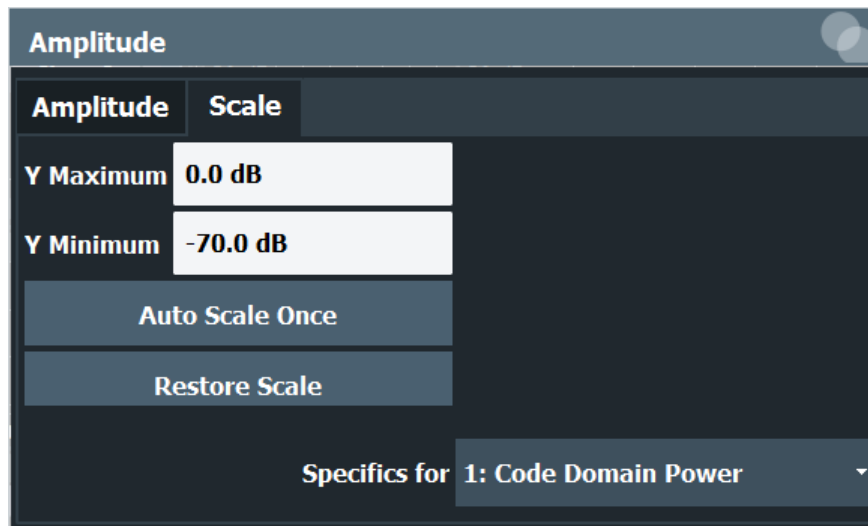 Amplitude
Amplitude Scale
Y Maximum 0.0 dB
Y Minimum -70.0 dB
Auto Scale Once
Restore Scale
Specifics for 1: Code Domain Power